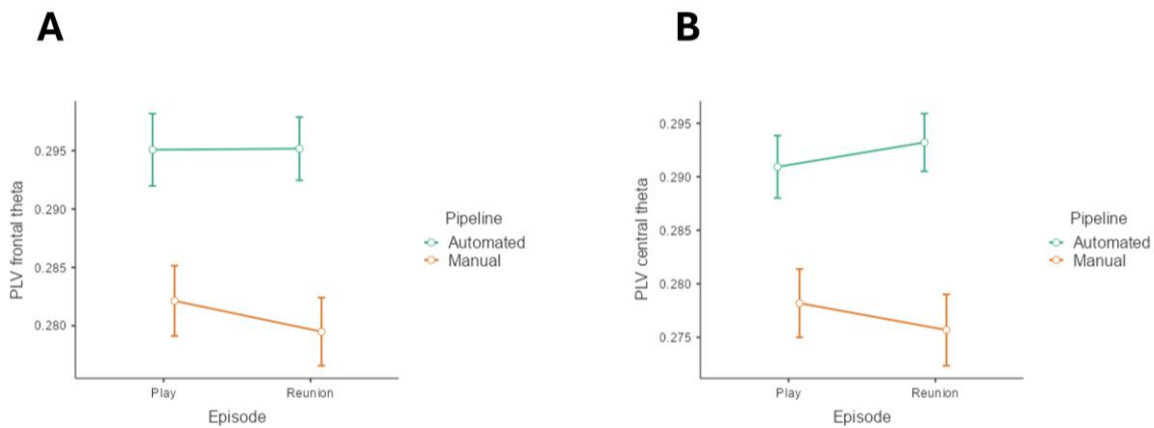 A
PLV frontal theta
0.295
0.290
0.285
0.280
Play
Reunion
Episode
Pipeline
Automated
Manual
B
PLV central theta
0.295
0.290
0.285
0.280
0.275
Play
Reunion
Episode
Pipeline
Automated
Manual